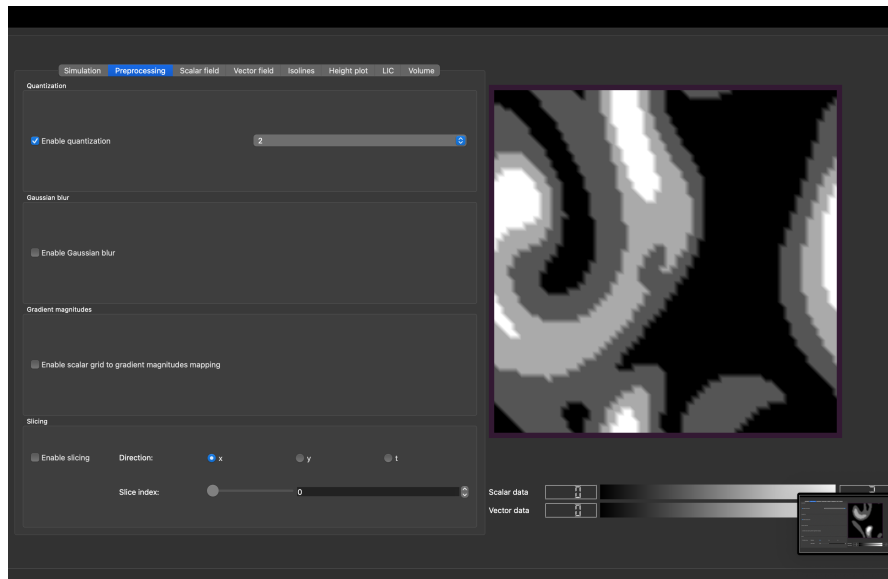 Simulation Preprocessing Scalar field Vector field Isolines Height plot LIC Volume
Quantization
Enable quantization 2
Gaussian blur
Enable Gaussian blur
Gradient magnitudes
Enable scalar grid to gradient magnitudes mapping
Slicing
Enable slicing Direction: x y t
Slice index: 0
Scalar data 0
Vector data 0